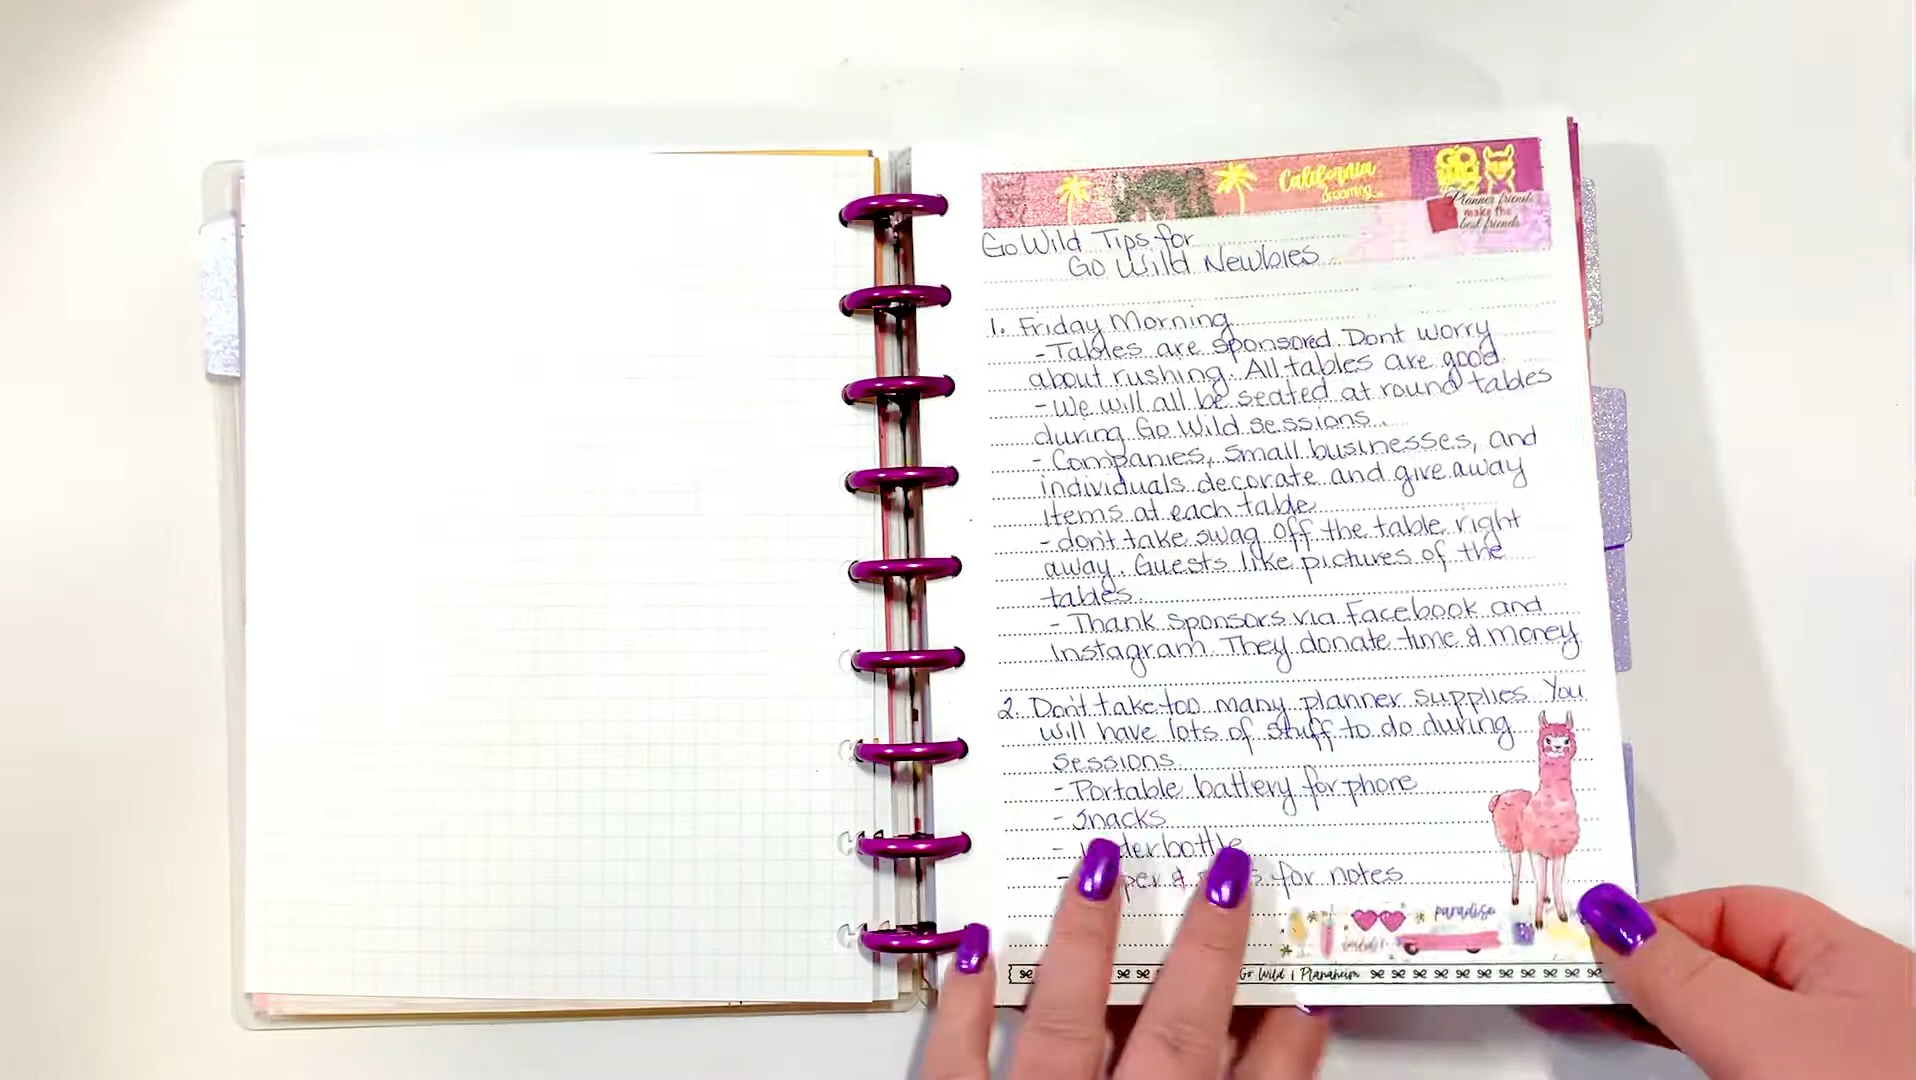 California
dreaming
GO
Planner friends
make the
best friends
Go Wild Tips for
Go Wild Newbies
1. Friday Morning
- Tables are sponsored. Dont worry
about rushing. All tables are good.
- We will all be seated at round tables
during Go Wild sessions.
- Companies, small businesses, and
individuals decorate and give away
items at each table
- don't take swag off the table right
away. Guests like pictures of the
tables.
- Thank sponsors via Facebook and
Instagram. They donate time & money
2. Don't take too many planner supplies. You
will have lots of stuff to do during
sessions.
- Portable battery for phone
- Snacks
- bottle
- & for notes
paradise
Go Wild | Planaheim